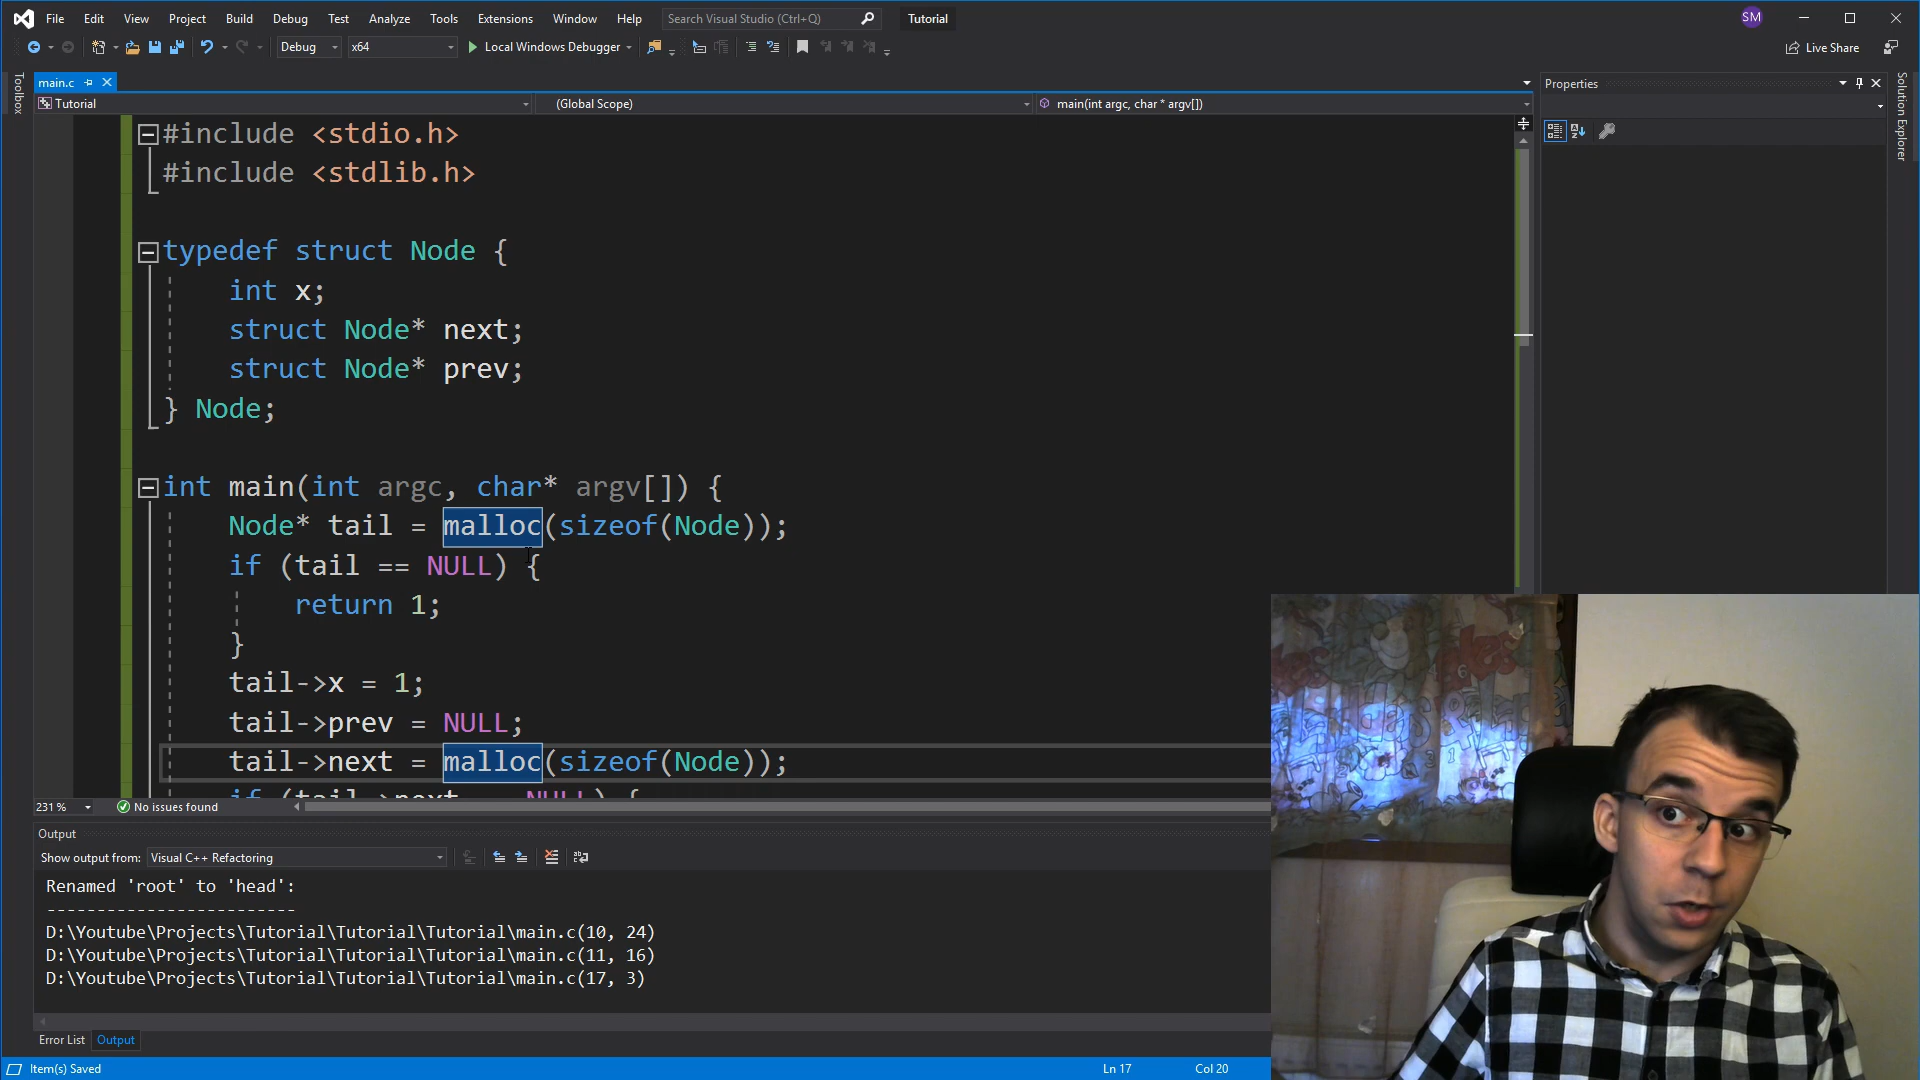 File Edit View Project Build Debug Test Analyze Tools Extensions Window Help Search Visual Studio (Ctrl+Q) Tutorial SM
Debug x64 Local Windows Debugger Live Share
Toolbox
main.c
Properties
Solution Explorer
Tutorial (Global Scope) main(int argc, char * argv[])
#include <stdio.h>
#include <stdlib.h>
typedef struct Node {
int x;
struct Node* next;
struct Node* prev;
} Node;
int main(int argc, char* argv[]) {
Node* tail = malloc(sizeof(Node));
if (tail == NULL) {
return 1;
}
tail->x = 1;
tail->prev = NULL;
tail->next = malloc(sizeof(Node));
231 % No issues found
Output
Show output from: Visual C++ Refactoring
Renamed 'root' to 'head':
-------------------------
D:\Youtube\Projects\Tutorial\Tutorial\Tutorial\main.c(10, 24)
D:\Youtube\Projects\Tutorial\Tutorial\Tutorial\main.c(11, 16)
D:\Youtube\Projects\Tutorial\Tutorial\Tutorial\main.c(17, 3)
Error List Output
Item(s) Saved Ln 17 Col 20